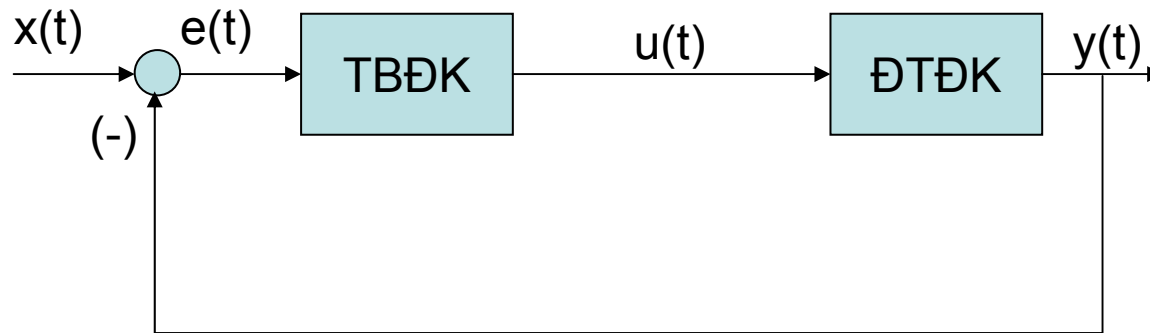 x(t)
e(t)
TBĐK
u(t)
ĐTĐK
y(t)
(-)